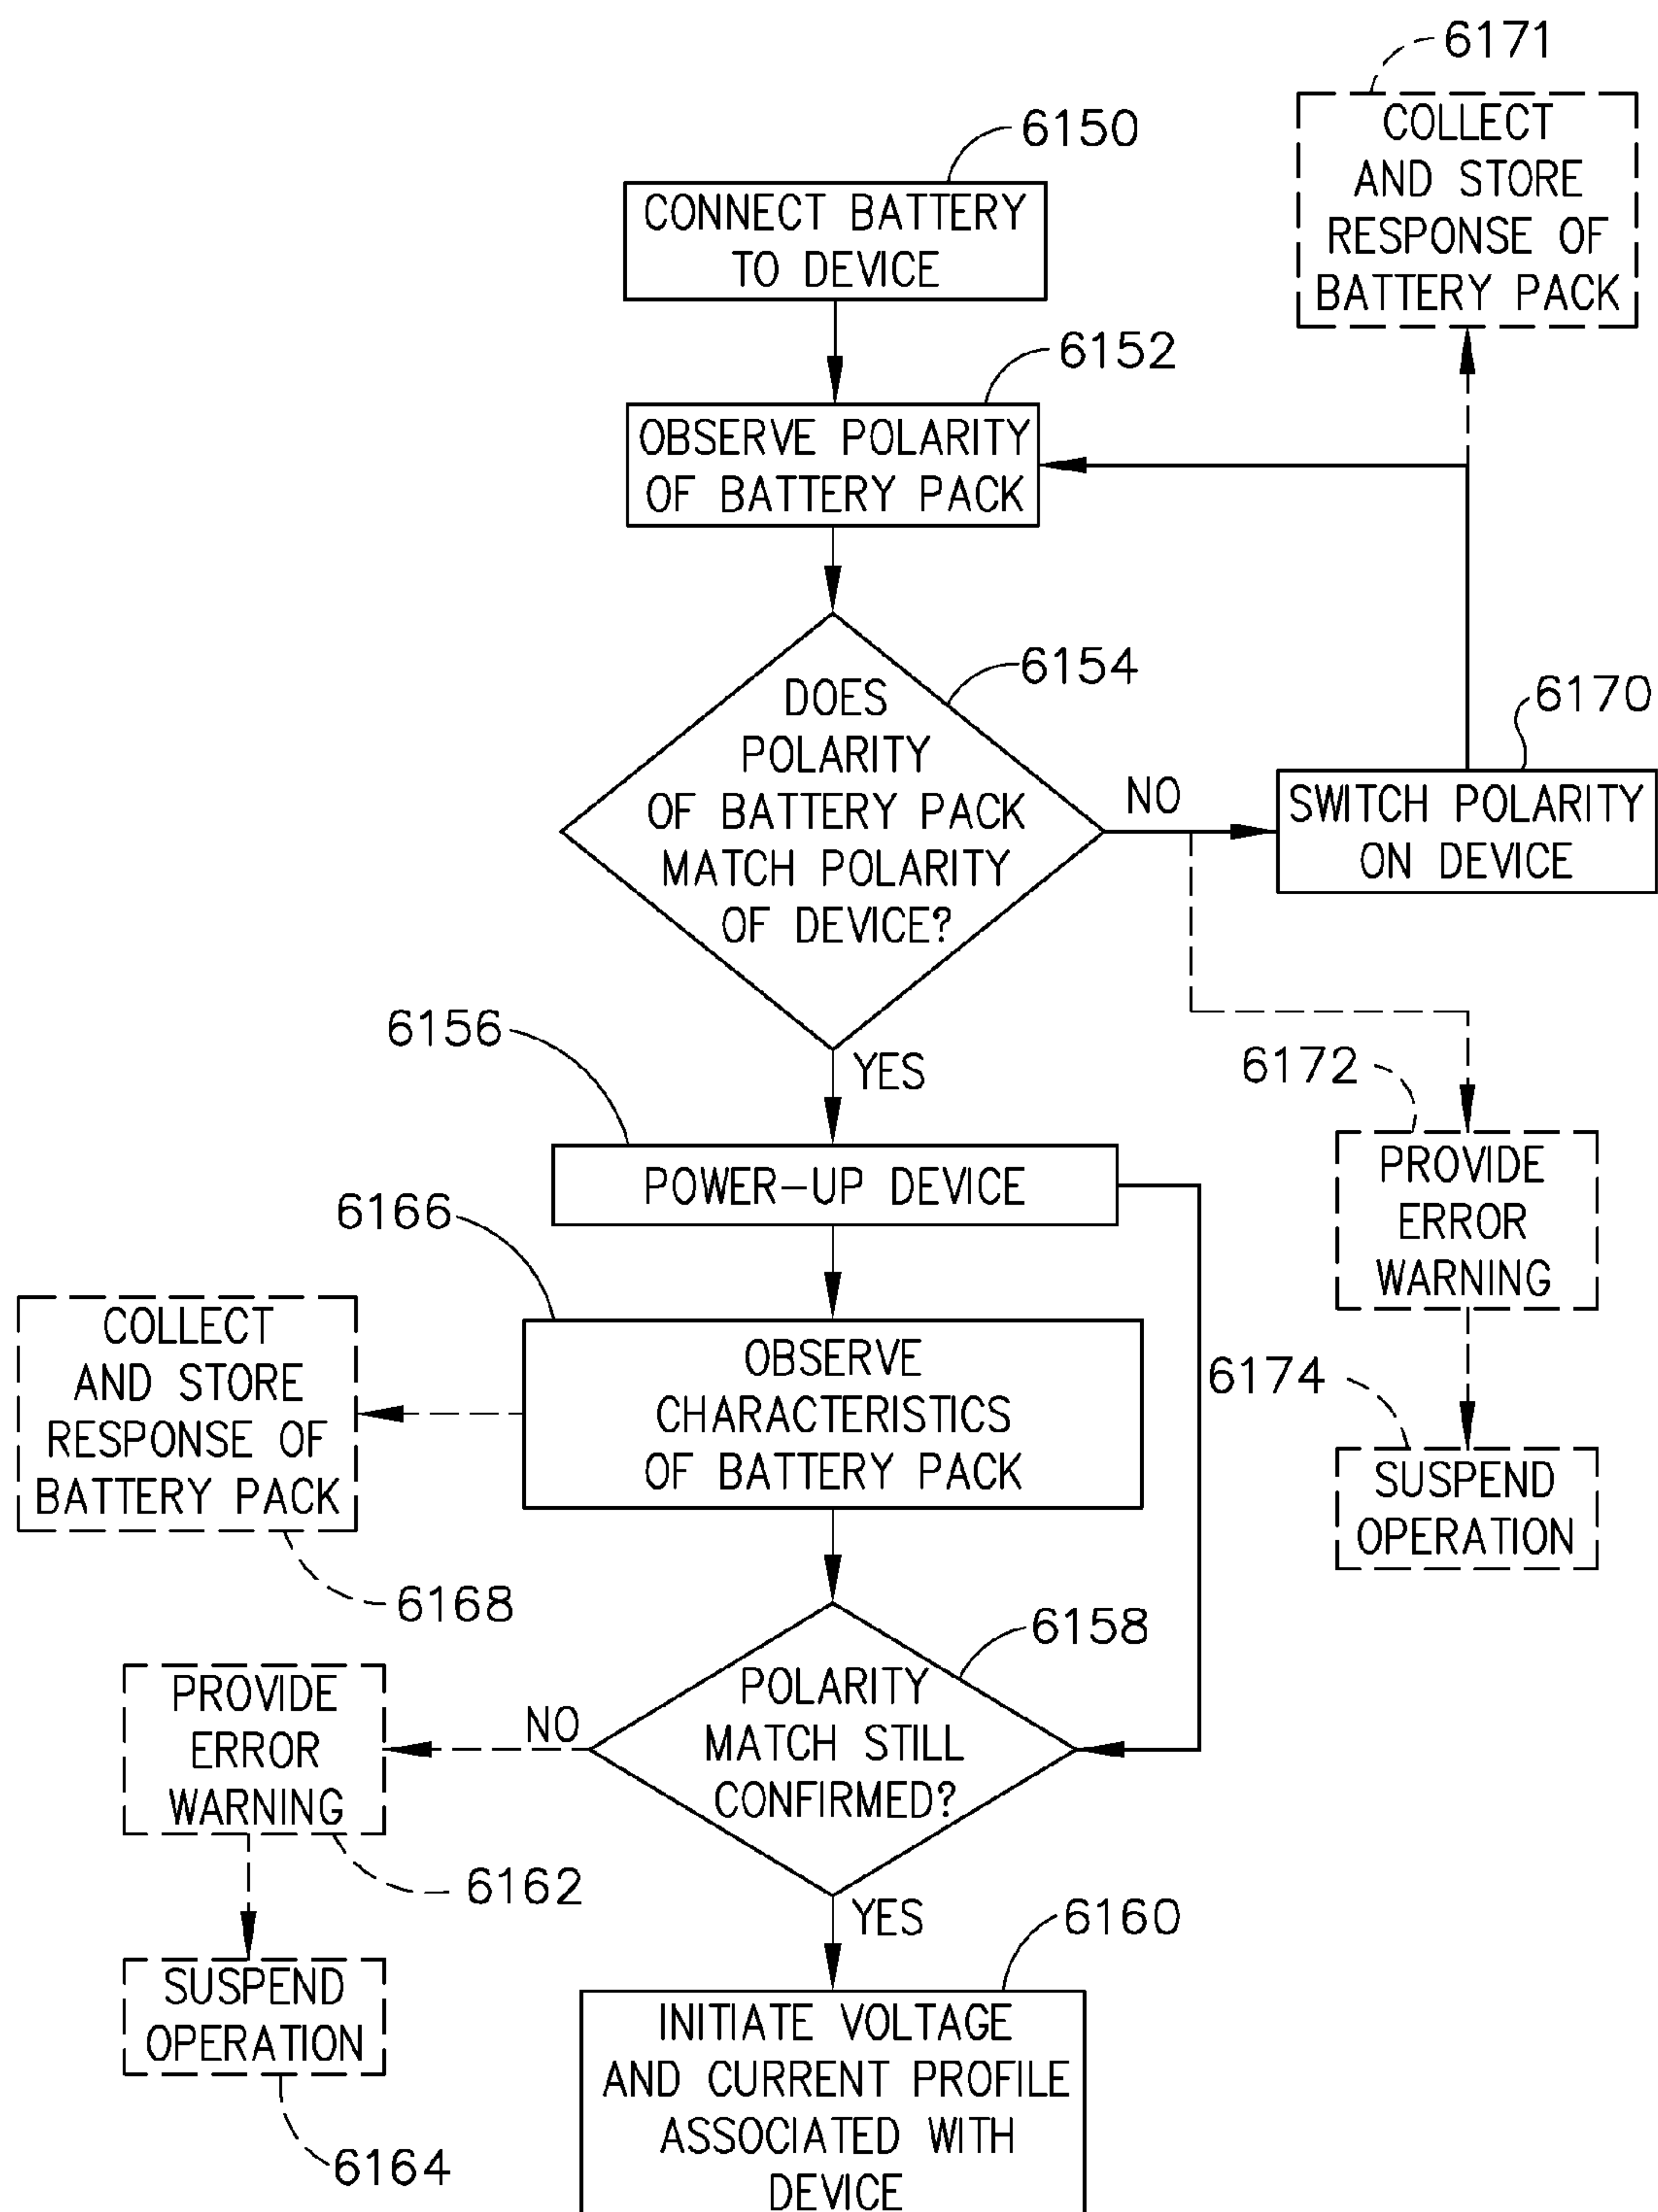 6171
COLLECT
AND STORE
RESPONSE OF
BATTERY PACK
6150
CONNECT BATTERY
TO DEVICE
6152
OBSERVE POLARITY
OF BATTERY PACK
6154
DOES
POLARITY
OF BATTERY PACK
MATCH POLARITY
OF DEVICE?
NO
6170
SWITCH POLARITY
ON DEVICE
YES
6156
POWER-UP DEVICE
6172
PROVIDE
ERROR
WARNING
6174
SUSPEND
OPERATION
6166
OBSERVE
CHARACTERISTICS
OF BATTERY PACK
COLLECT
AND STORE
RESPONSE OF
BATTERY PACK
6168
6158
POLARITY
MATCH STILL
CONFIRMED?
NO
PROVIDE
ERROR
WARNING
6162
SUSPEND
OPERATION
6164
YES
6160
INITIATE VOLTAGE
AND CURRENT PROFILE
ASSOCIATED WITH
DEVICE